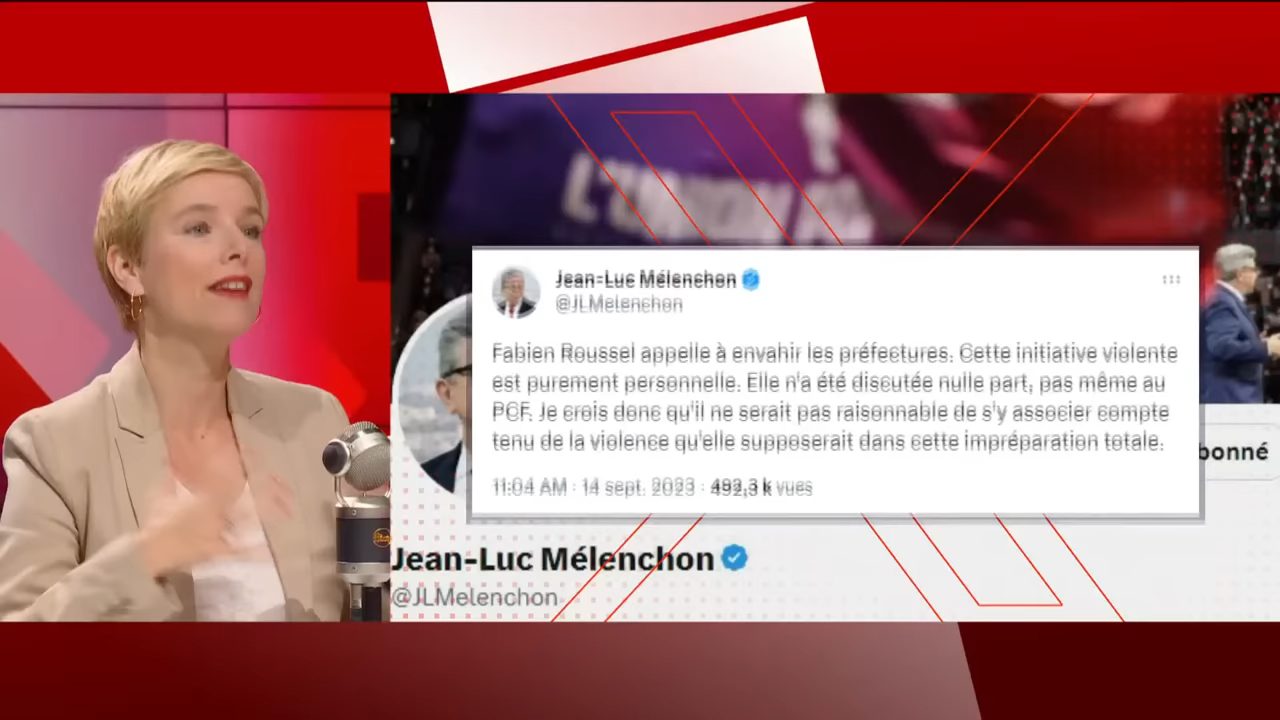 L'UNION
Jean-Luc Mélenchon
@JLMelenchon
Fabien Roussel appelle à envahir les préfectures. Cette initiative violente
est purement personnelle. Elle n'a été discutée nulle part, pas même au
PCF. Je crois donc qu'il ne serait pas raisonnable de s'y associer compte
tenu de la violence qu'elle supposerait dans cette impréparation totale.
11:04 AM · 14 sept. 2023 · 492,3 k vues
bonné
Jean-Luc Mélenchon
@JLMelenchon